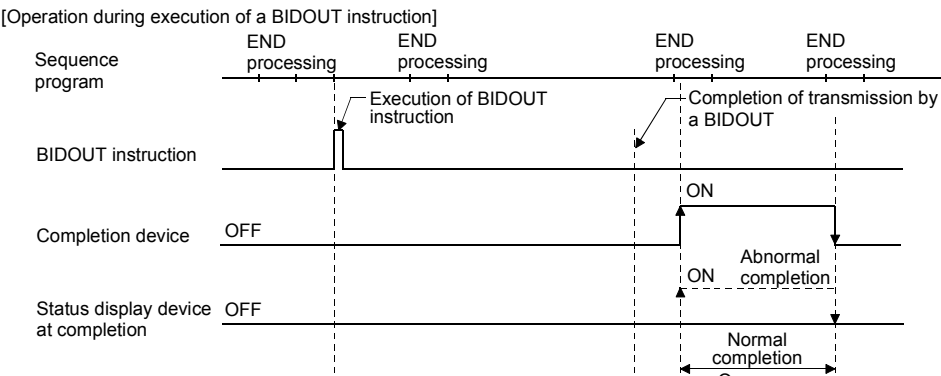 [Operation during execution of a BIDOUT instruction]
END
processing
END
processing
END
processing
END
processing
Sequence
program
Execution of BIDOUT
instruction
Completion of transmission by
a BIDOUT
BIDOUT instruction
ON
Completion device
OFF
Abnormal
completion
ON
Status display device
at completion
OFF
Normal
completion